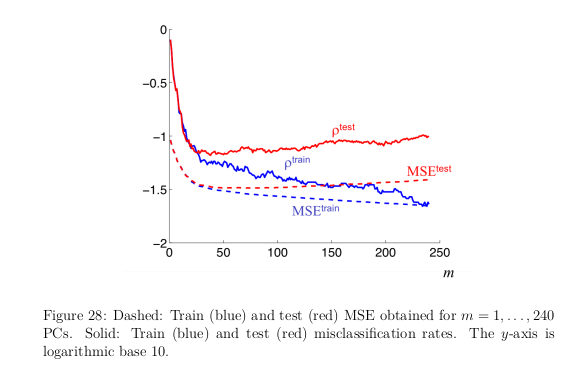 0
−0.5
−1
−1.5
−2
0
50
100
150
200
250
m
ρtest
ρtrain
MSEtest
MSEtrain
Figure 28: Dashed: Train (blue) and test (red) MSE obtained for m = 1, . . . , 240
PCs. Solid: Train (blue) and test (red) misclassification rates. The y-axis is
logarithmic base 10.